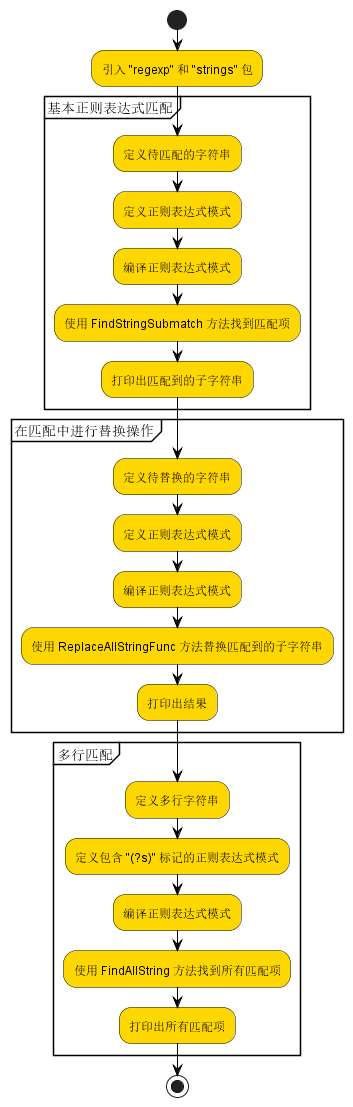 引入 "regexp" 和 "strings" 包
基本正则表达式匹配
定义待匹配的字符串
定义正则表达式模式
编译正则表达式模式
使用 FindStringSubmatch 方法找到匹配项
打印出匹配到的子字符串
在匹配中进行替换操作
定义待替换的字符串
定义正则表达式模式
编译正则表达式模式
使用 ReplaceAllStringFunc 方法替换匹配到的子字符串
打印出结果
多行匹配
定义多行字符串
定义包含 "(?s)" 标记的正则表达式模式
编译正则表达式模式
使用 FindAllString 方法找到所有匹配项
打印出所有匹配项